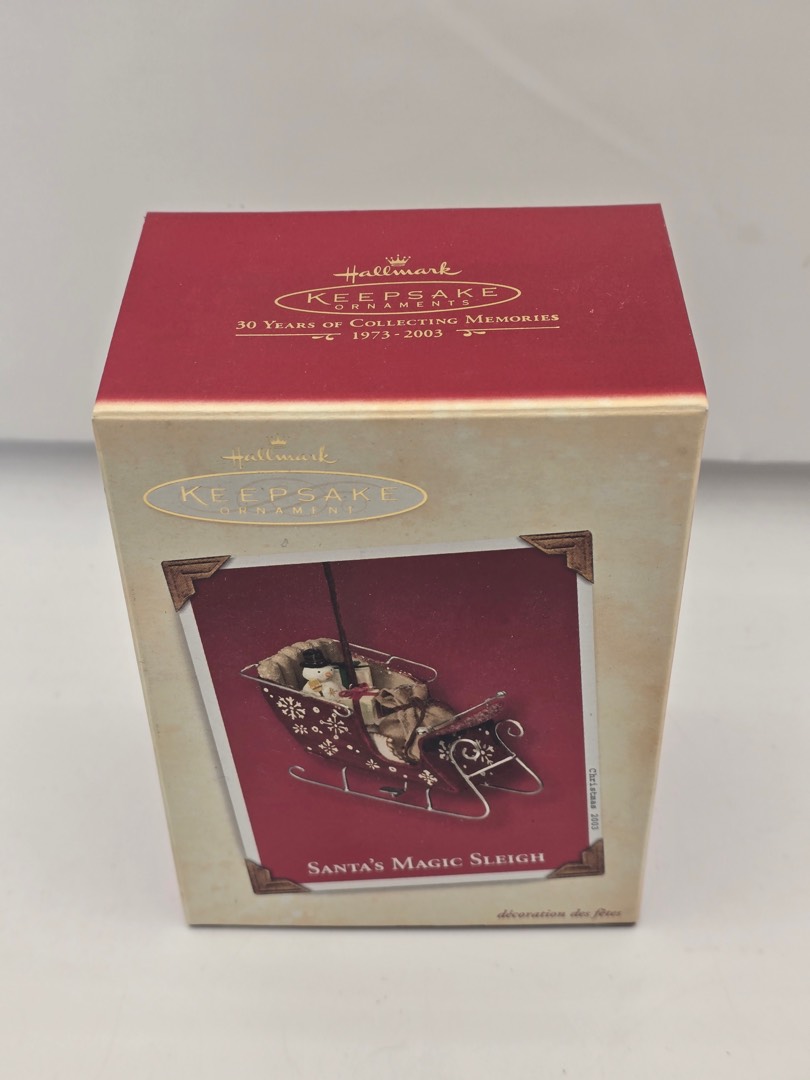 Hallmark
KEEPSAKE
ORNAMENTS
30 YEARS OF COLLECTING MEMORIES
1973-2003
Hallmark
KEEPSAKE
ORNAMENT
Christmas 2003
SANTA'S MAGIC SLEIGH
décoration des fêtes